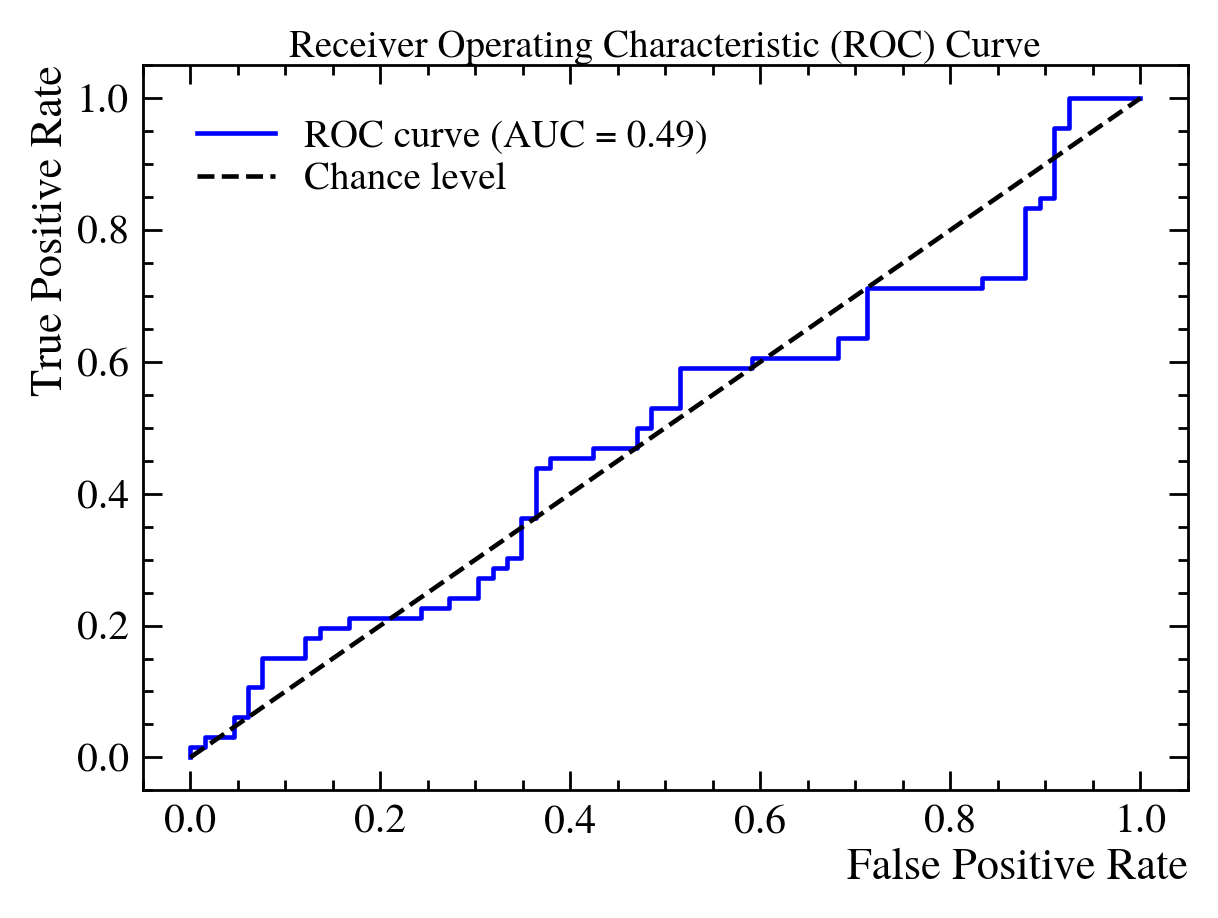 Receiver Operating Characteristic (ROC) Curve
True Positive Rate
1.0
0.8
0.6
0.4
0.2
0.0
ROC curve (AUC = 0.49)
Chance level
0.0 0.2 0.4 0.6 0.8 1.0
False Positive Rate